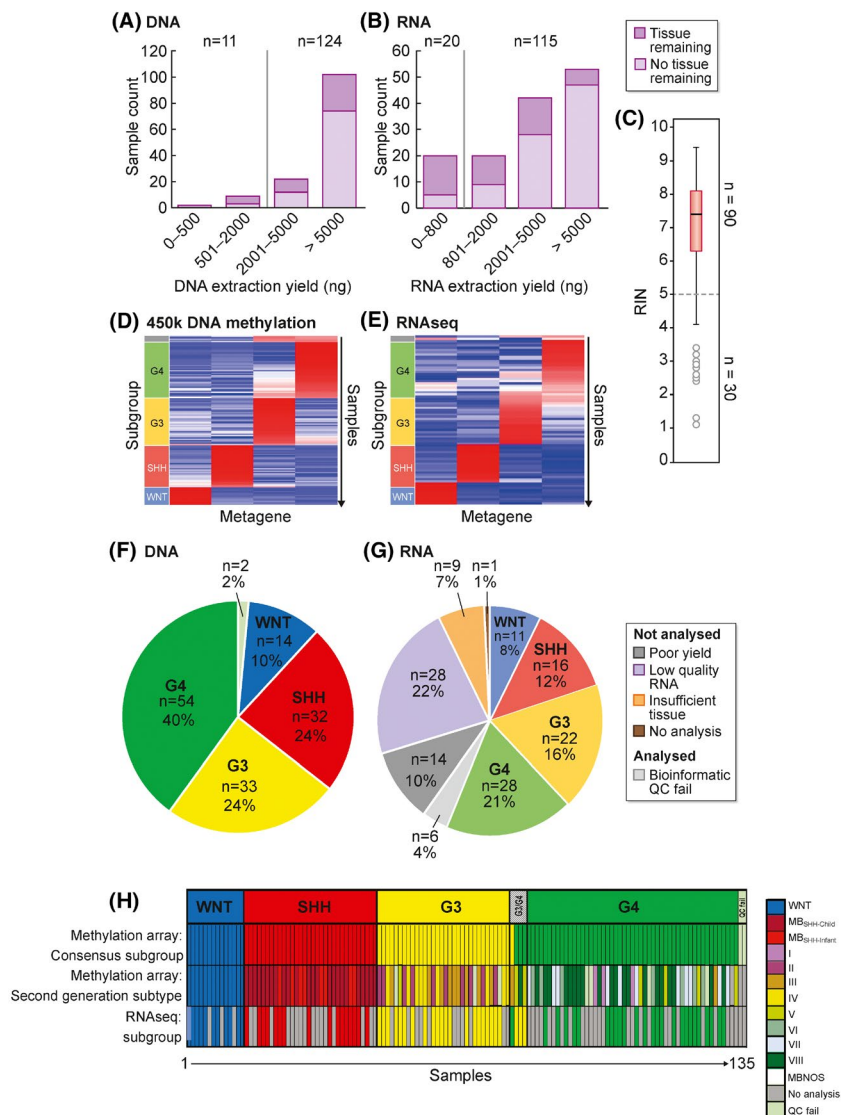 (A) DNA
n=11
n=124
Sample count
120
100
80
60
40
20
0
0–500
501–2000
2001–5000
> 5000
DNA extraction yield (ng)
(B) RNA
n=20
n=115
Sample count
60
50
40
30
20
10
0
0–800
801–2000
2001–5000
> 5000
RNA extraction yield (ng)
Tissue
remaining
No tissue
remaining
(C)
RIN
10
9
8
7
6
5
4
3
2
1
0
n = 90
n = 30
(D) 450k DNA methylation
Subgroup
G4
G3
SHH
WNT
Samples
Metagene
(E) RNAseq
Subgroup
G4
G3
SHH
WNT
Samples
Metagene
(F) DNA
n=2
2%
WNT
n=14
10%
SHH
n=32
24%
G3
n=33
24%
G4
n=54
40%
(G) RNA
n=9
7%
n=1
1%
WNT
n=11
8%
SHH
n=16
12%
G3
n=22
16%
G4
n=28
21%
n=6
4%
n=14
10%
n=28
22%
Not analysed
Poor yield
Low quality
RNA
Insufficient
tissue
No analysis
Analysed
Bioinformatic
QC fail
(H)
WNT
SHH
G3
G3/G4
G4
QC fail
Methylation array:
Consensus subgroup
Methylation array:
Second generation subtype
RNAseq:
subgroup
1
Samples
135
WNT
MBSHH-Child
MBSHH-Infant
I
II
III
IV
V
VI
VII
VIII
MBNOS
No analysis
QC fail